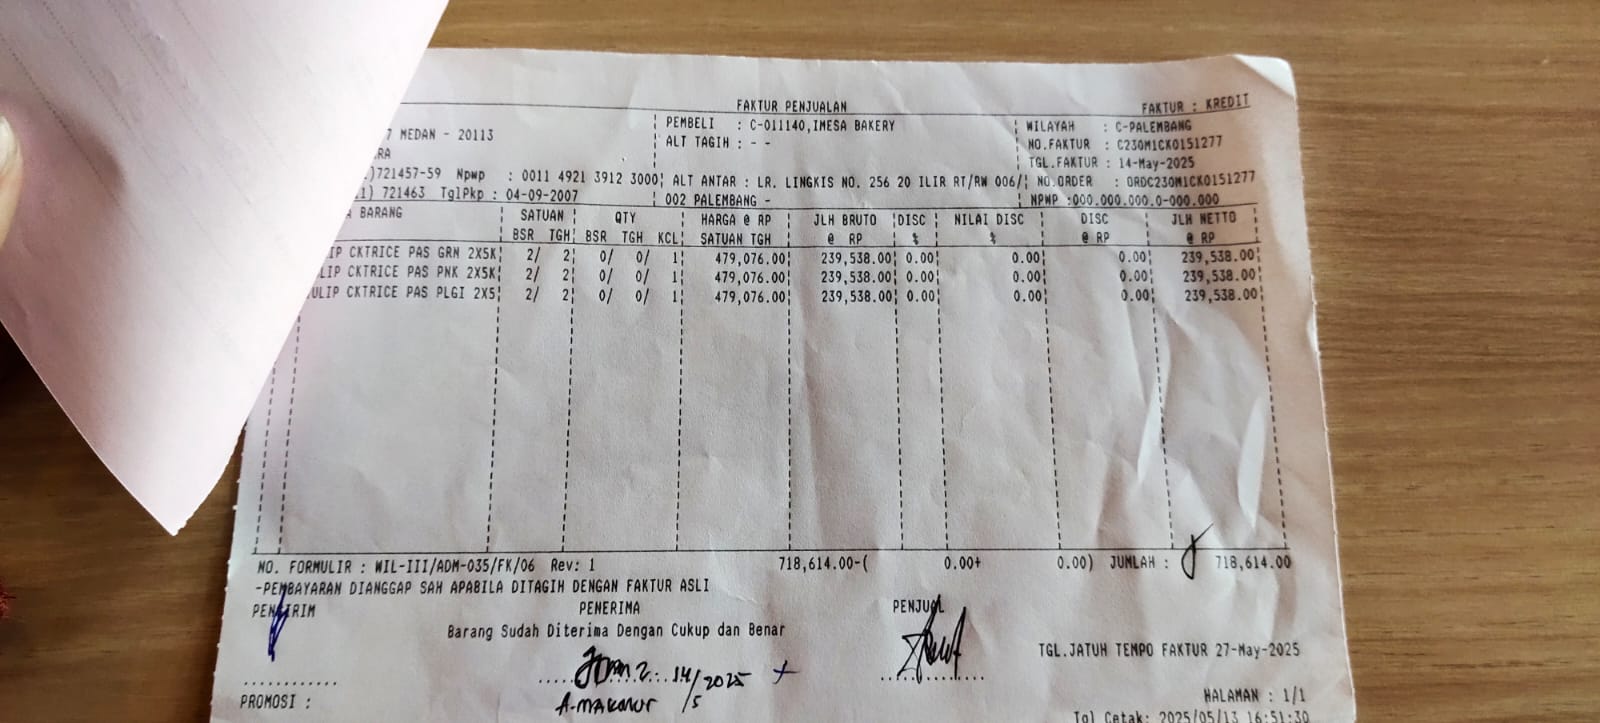 FAKTUR PENJUALAN
FAKTUR : KREDIT
7 MEDAN - 20113
RA
)721457-59 Npwp : 0011 4921 3912 3000
1) 721463 TglPkp : 04-09-2007
PEMBELI : C-011140,IMESA BAKERY
ALT TAGIH : - -
ALT ANTAR : LR. LINGKIS NO. 256 20 ILIR RT/RW 006/
002 PALEMBANG -
WILAYAH : C-PALEMBANG
NO.FAKTUR : C230M1CK0151277
TGL.FAKTUR : 14-May-2025
NO.ORDER : ORDC230M1CK0151277
NPWP :000.000.000.0-000.000
A BARANG SATUAN QTY HARGA @ RP JLH BRUTO DISC NILAI DISC DISC JLH NETTO
BSR TGH BSR TGH KCL SATUAN TGH @ RP % % @ RP @ RP
IP CKTRICE PAS GRN 2X5K 2/ 2 0/ 0/ 1 479,076.00 239,538.00 0.00 0.00 0.00 239,538.00
LIP CKTRICE PAS PNK 2X5K 2/ 2 0/ 0/ 1 479,076.00 239,538.00 0.00 0.00 0.00 239,538.00
ULIP CKTRICE PAS PLGI 2X5 2/ 2 0/ 0/ 1 479,076.00 239,538.00 0.00 0.00 0.00 239,538.00
NO. FORMULIR : WIL-III/ADM-035/FK/06 Rev: 1 718,614.00-( 0.00+ 0.00) JUMLAH : 718,614.00
-PEMBAYARAN DIANGGAP SAH APABILA DITAGIH DENGAN FAKTUR ASLI
PENGIRIM PENERIMA PENJUAL
Barang Sudah Diterima Dengan Cukup dan Benar
TGL.JATUH TEMPO FAKTUR 27-May-2025
14/5 2025
PROMOSI :
HALAMAN : 1/1
Tgl Cetak: 2025/05/13 16:51:30